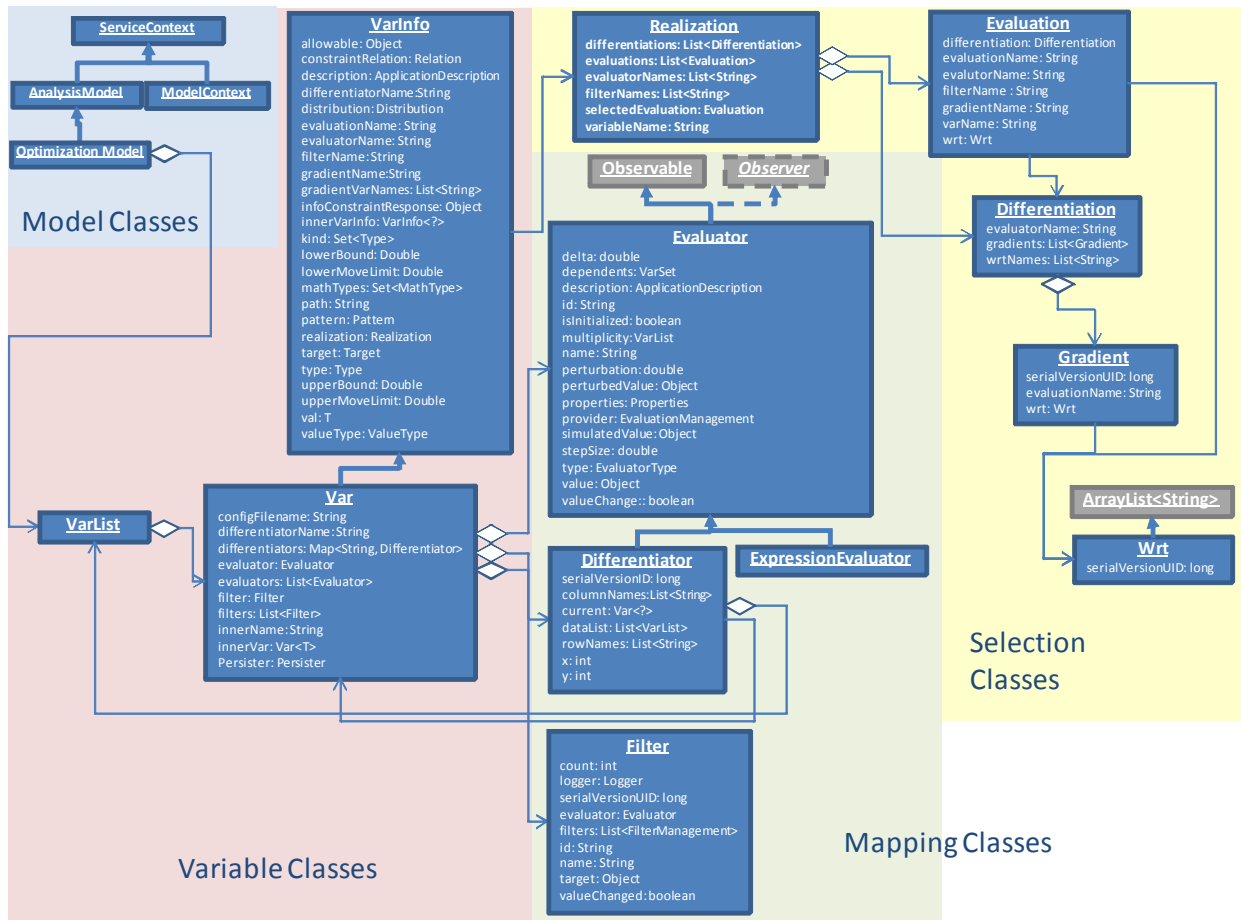 ServiceContext
AnalysisModel
ModelContext
Optimization Model
Model Classes
VarInfo
allowable: Object
constraintRelation: Relation
description: ApplicationDescription
differentiatorName:String
distribution: Distribution
evaluationName: String
evaluatorName: String
filterName:String
gradientName:String
gradientVarNames: List<String>
infoConstraintResponse: Object
innerVarInfo: VarInfo<?>
kind: Set<Type>
lowerBound: Double
lowerMoveLimit: Double
mathTypes: Set<MathType>
path: String
pattern: Pattern
realization: Realization
target: Target
type: Type
upperBound: Double
upperMoveLimit: Double
val: T
valueType: ValueType
VarList
Var
configFilename: String
differentiatorName:String
differentiators: Map<String, Differentiator>
evaluator: Evaluator
evaluators: List<Evaluator>
filter: Filter
filters: List<Filter>
innerName:String
innerVar: Var<T>
Persister: Persister
Variable Classes
Realization
differentiations: List<Differentiation>
evaluations: List<Evaluation>
evaluatorNames: List<String>
filterNames: List<String>
selectedEvaluation: Evaluation
variableName: String
Observable
Observer
Evaluator
delta: double
dependents: VarSet
description: ApplicationDescription
id: String
isInitialized: boolean
multiplicity:VarList
name: String
perturbation: double
perturbedValue: Object
properties: Properties
provider: EvaluationManagement
simulatedValue: Object
stepSize: double
type: EvaluatorType
value: Object
valueChange:: boolean
Differentiator
serialVersionID: long
columnNames:List<String>
current: Var<?>
dataList: List<VarList>
rowNames: List<String>
x: int
y: int
ExpressionEvaluator
Filter
count: int
logger: Logger
serialVersionUID: long
evaluator: Evaluator
filters: List<FilterManagement>
id: String
name: String
target: Object
valueChanged: boolean
Mapping Classes
Evaluation
differentiation: Differentiation
evaluationName: String
evalutorName: String
filterName : String
gradientName : String
varName: String
wrt: Wrt
Differentiation
evaluatorName: String
gradients: List<Gradient>
wrtNames: List<String>
Gradient
serialVersionUID: long
evaluationName: String
wrt: Wrt
ArrayList<String>
Wrt
serialVersionUID: long
Selection
Classes